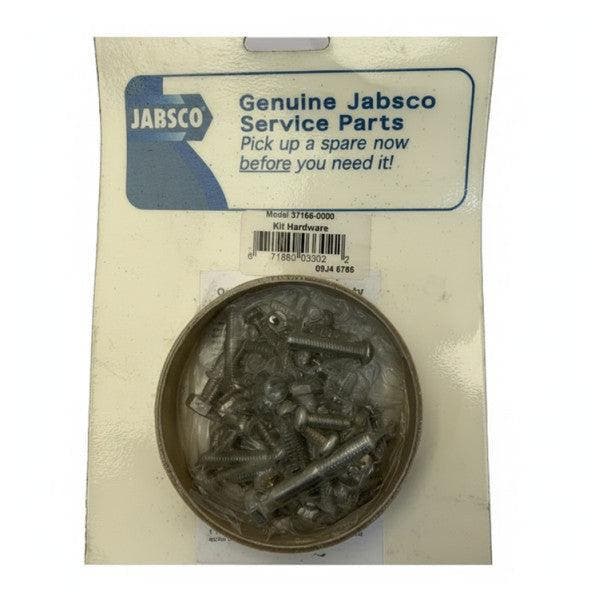 JABSCO
Genuine Jabsco
Service Parts
Pick up a spare now
before you need it!
Model 37166-0000
Kit Hardware
6 71880 03302 2
09J4 6786